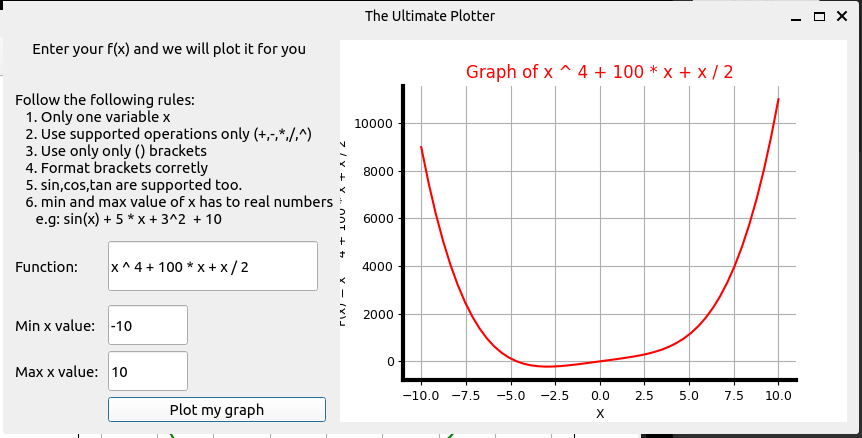 The Ultimate Plotter
Enter your f(x) and we will plot it for you
Follow the following rules:
1. Only one variable x
2. Use supported operations only (+,-,*,/,^)
3. Use only only () brackets
4. Format brackets corretly
5. sin,cos,tan are supported too.
6. min and max value of x has to real numbers
e.g: sin(x) + 5 * x + 3^2 + 10
Function:
x ^ 4 + 100 * x + x / 2
Min x value:
-10
Max x value:
10
Plot my graph
Graph of x ^ 4 + 100 * x + x / 2
10000
8000
6000
4000
2000
0
−10.0 −7.5 −5.0 −2.5 0.0 2.5 5.0 7.5 10.0
X